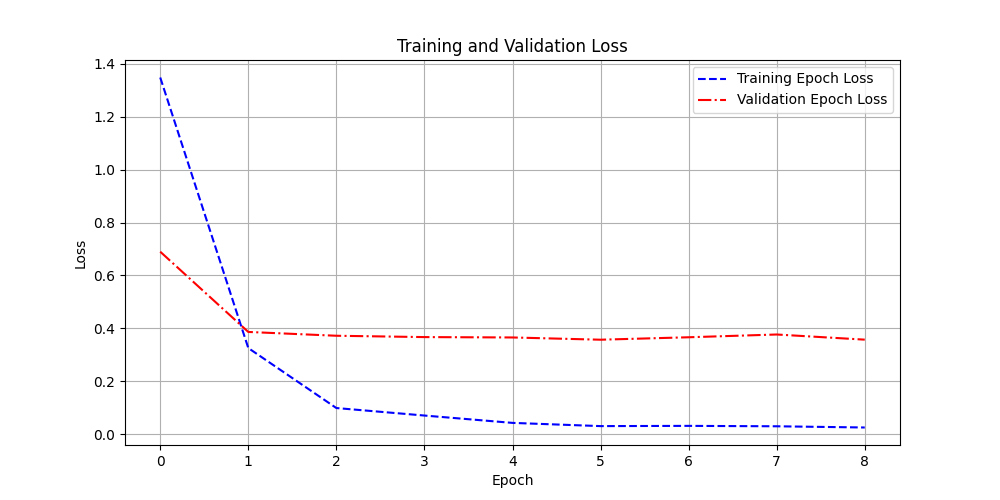 Training and Validation Loss
Training Epoch Loss
Validation Epoch Loss
1.4
1.2
1.0
0.8
0.6
0.4
0.2
0.0
Loss
0 1 2 3 4 5 6 7 8
Epoch